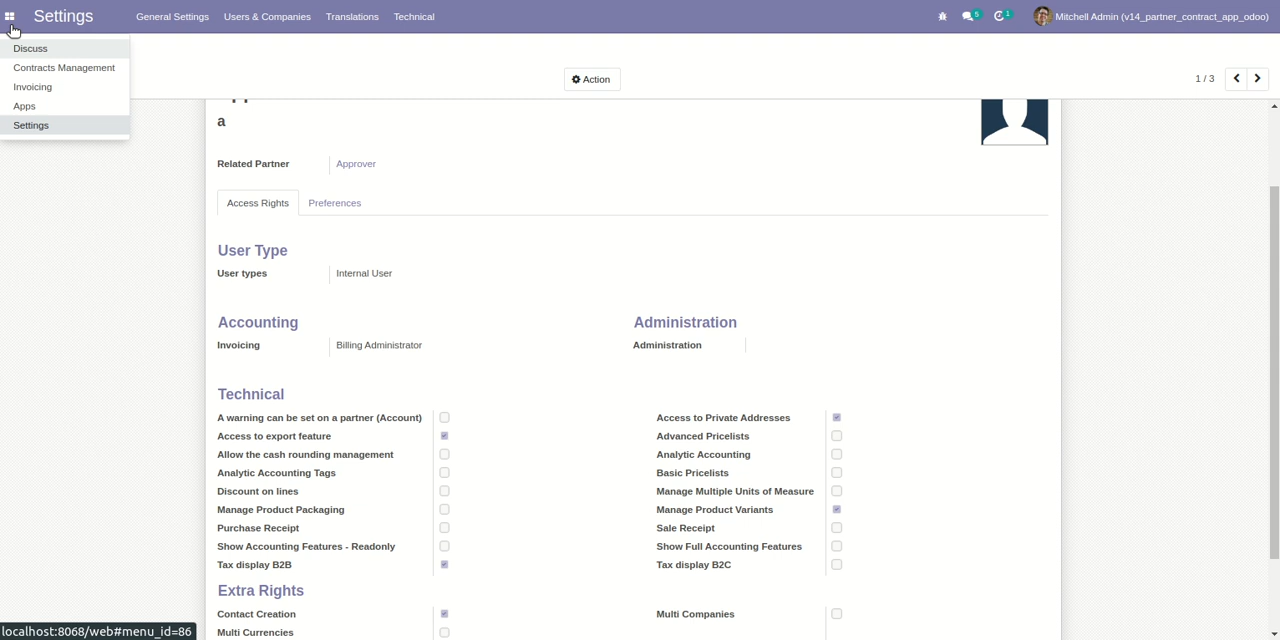 Settings General Settings Users & Companies Translations Technical 5 1 Mitchell Admin (v14_partner_contract_app_odoo)
Discuss
Contracts Management
Invoicing
Apps
Settings
Action 1 / 3
a
Related Partner Approver
Access Rights Preferences
User Type
User types Internal User
Accounting Administration
Invoicing Billing Administrator Administration
Technical
A warning can be set on a partner (Account) Access to Private Addresses
Access to export feature Advanced Pricelists
Allow the cash rounding management Analytic Accounting
Analytic Accounting Tags Basic Pricelists
Discount on lines Manage Multiple Units of Measure
Manage Product Packaging Manage Product Variants
Purchase Receipt Sale Receipt
Show Accounting Features - Readonly Show Full Accounting Features
Tax display B2B Tax display B2C
Extra Rights
Contact Creation Multi Companies
Multi Currencies
localhost:8068/web#menu_id=86